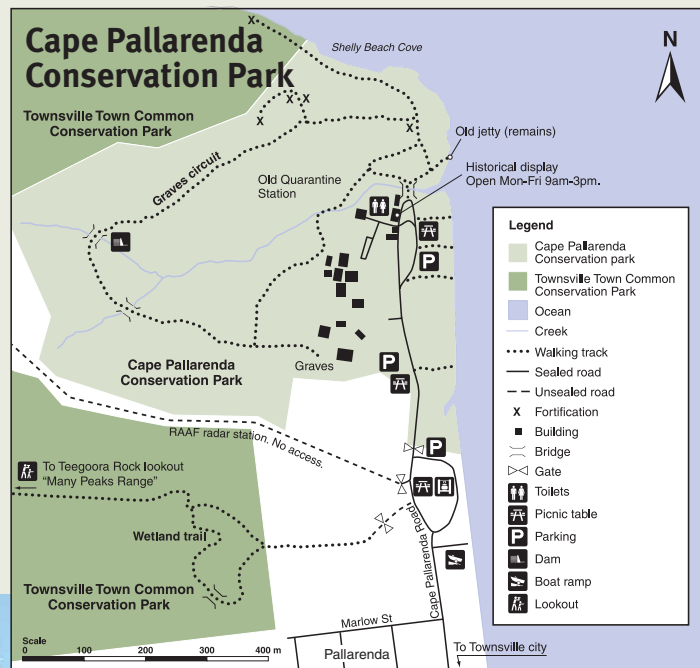 Cape Pallarenda
Conservation Park
Shelly Beach Cove
N
X
X
X
X
X
Townsville Town Common
Conservation Park
Graves circuit
Old Quarantine
Station
Old jetty (remains)
Historical display
Open Mon-Fri 9am-3pm.
P
Cape Pallarenda
Conservation Park
Graves
P
RAAF radar station. No access.
P
To Teegoora Rock lookout
"Many Peaks Range"
Wetland trail
Townsville Town Common
Conservation Park
Cape Pallarenda Road
Marlow St
Pallarenda
To Townsville city
Scale
0 100 200 300 400 m
Legend
Cape Pallarenda
Conservation park
Townsville Town Common
Conservation Park
Ocean
Creek
Walking track
Sealed road
Unsealed road
X Fortification
Building
Bridge
Gate
Toilets
Picnic table
P Parking
Dam
Boat ramp
Lookout